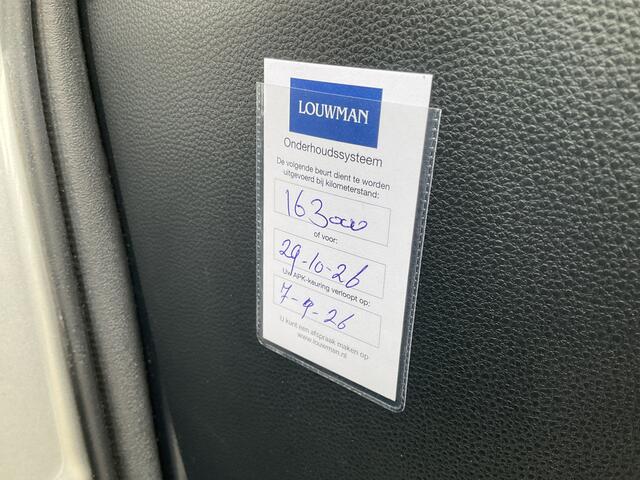 LOUWMAN
Onderhoudssysteem
De volgende beurt dient te worden
uitgevoerd bij kilometerstand:
163000
of voor:
29-10-26
Uw APK-keuring verloopt op:
7-9-26
U kunt een afspraak maken op
www.louwman.nl